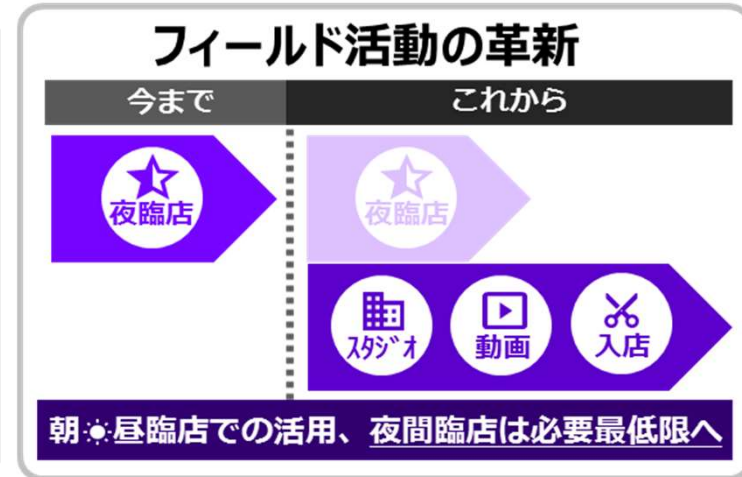 フィールド活動の革新
今まで
これから
夜臨店
夜臨店
ｽﾀｼﾞｵ
動画
入店
朝☀昼臨店での活用、夜間臨店は必要最低限へ